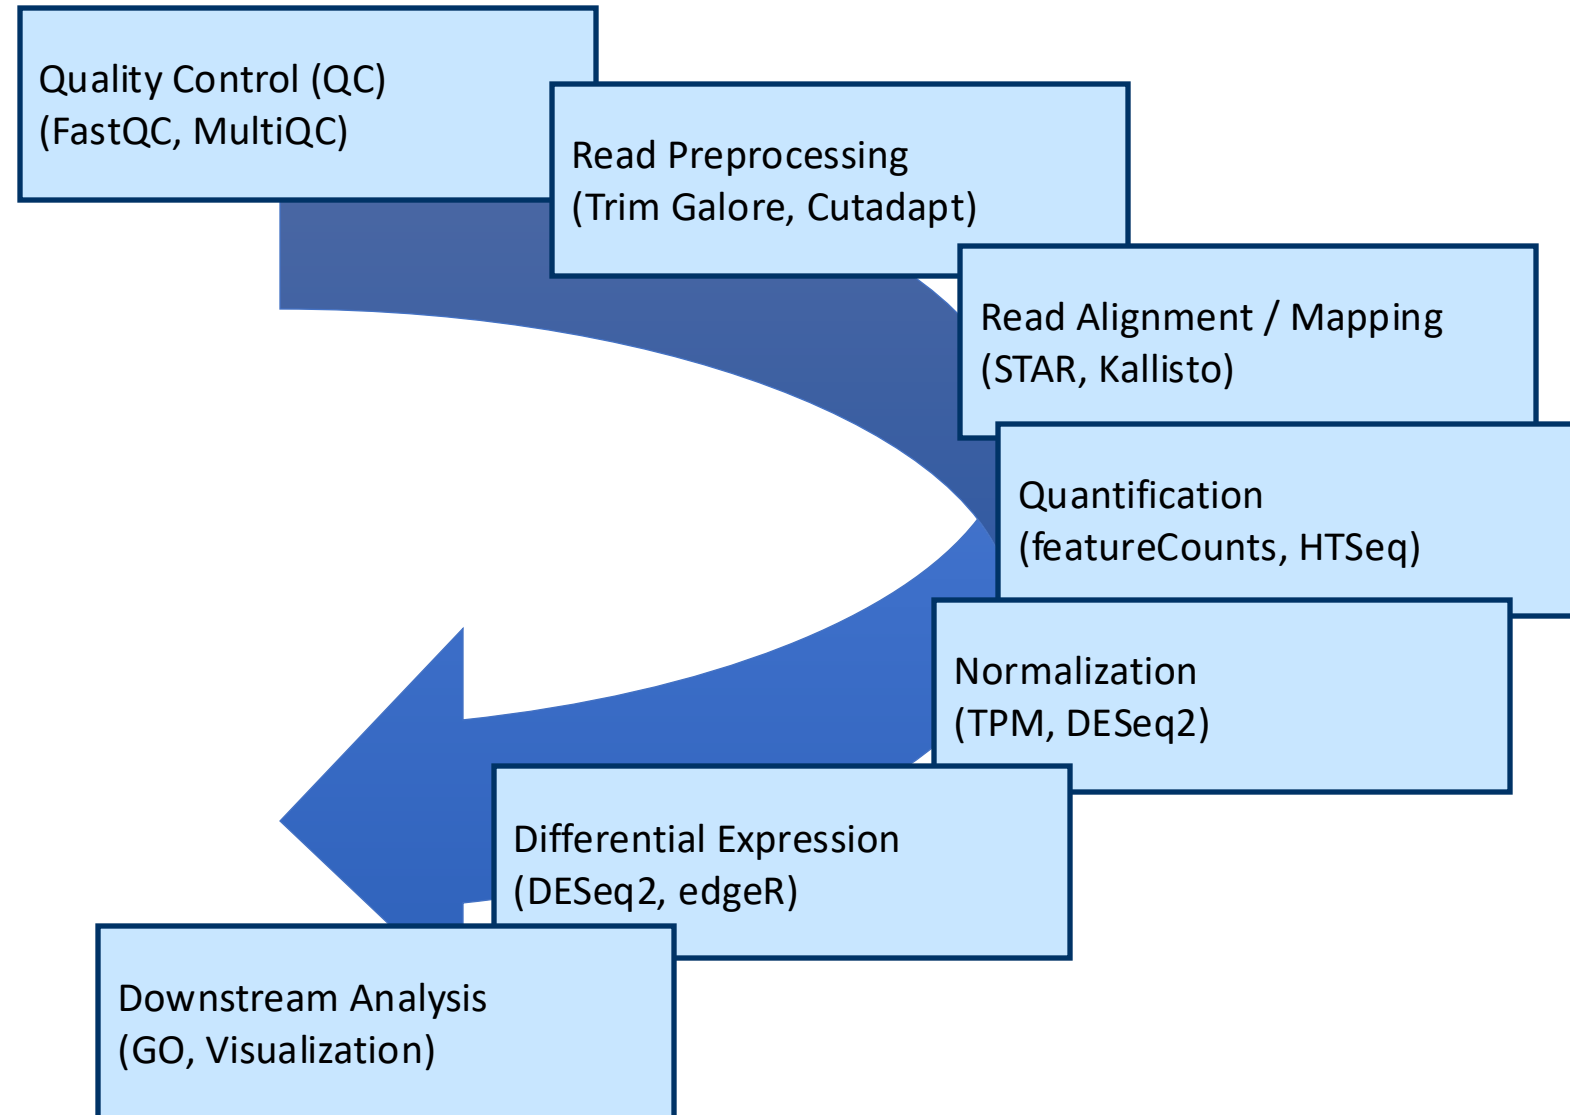 Quality Control (QC)
(FastQC, MultiQC)
Read Preprocessing
(Trim Galore, Cutadapt)
Read Alignment / Mapping
(STAR, Kallisto)
Quantification
(featureCounts, HTSeq)
Normalization
(TPM, DESeq2)
Differential Expression
(DESeq2, edgeR)
Downstream Analysis
(GO, Visualization)